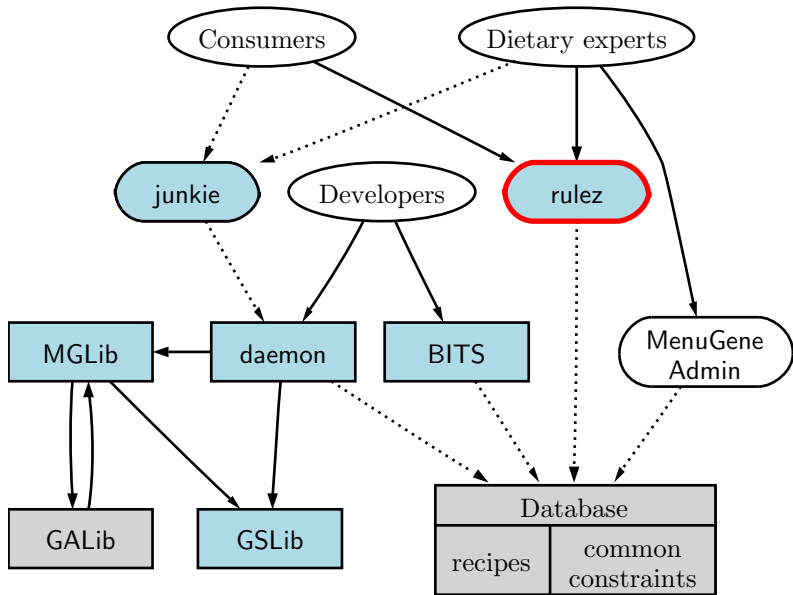 Consumers
Dietary experts
junkie
Developers
rulez
MGLib
daemon
BITS
MenuGene
Admin
GALib
GSLib
Database
recipes
common
constraints